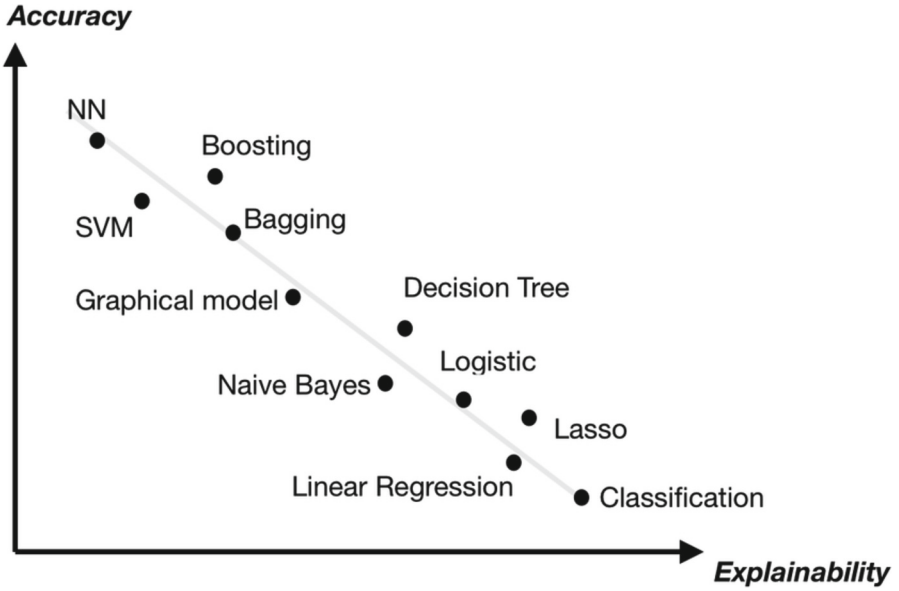 Accuracy
NN
Boosting
SVM
Bagging
Decision Tree
Graphical model
Logistic
Naive Bayes
Lasso
Linear Regression
Classification
Explainability